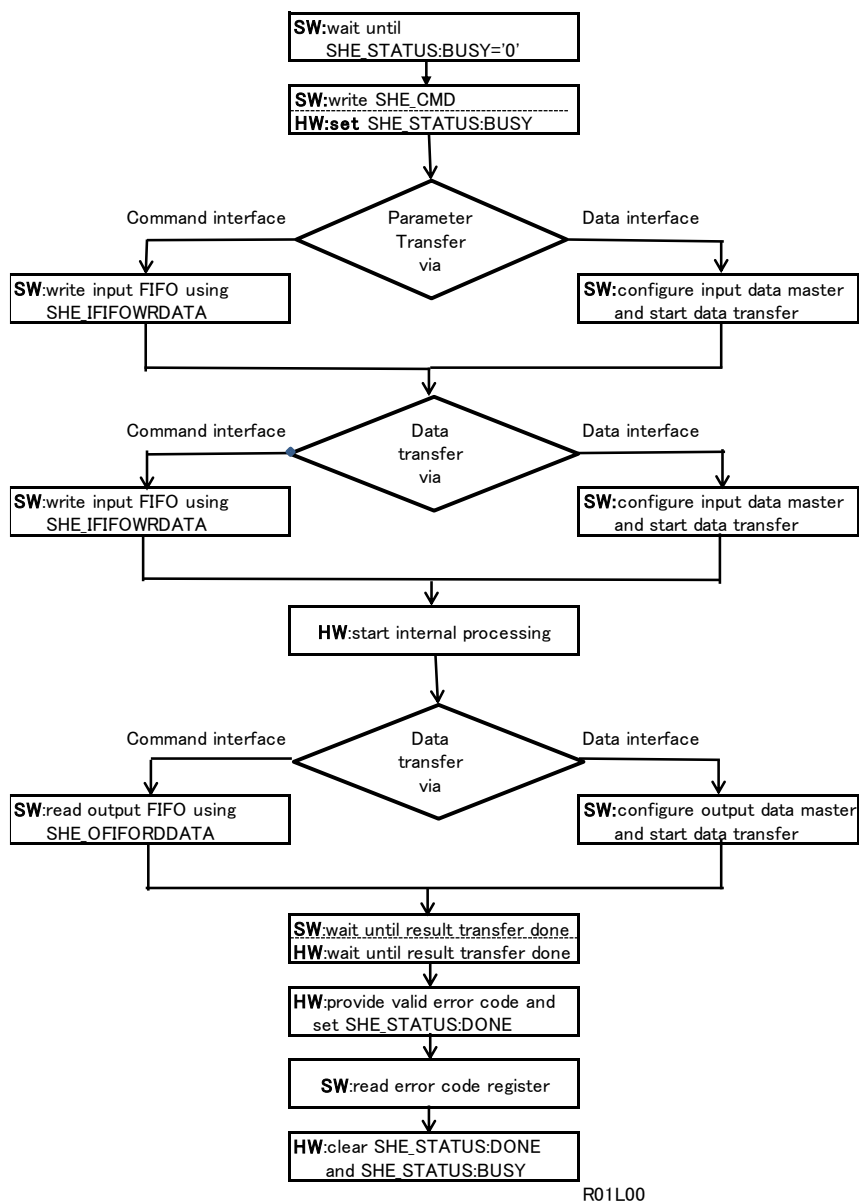 SW:wait until
SHE_STATUS:BUSY='0'
SW:write SHE_CMD
HW:set SHE_STATUS:BUSY
Command interface
Parameter
Transfer
via
Data interface
SW:write input FIFO using
SHE_IFIFOWRDATA
SW:configure input data master
and start data transfer
Command interface
Data
transfer
via
Data interface
SW:write input FIFO using
SHE_IFIFOWRDATA
SW:configure input data master
and start data transfer
HW:start internal processing
Command interface
Data
transfer
via
Data interface
SW:read output FIFO using
SHE_OFIFORDDATA
SW:configure output data master
and start data transfer
SW:wait until result transfer done
HW:wait until result transfer done
HW:provide valid error code and
set SHE_STATUS:DONE
SW:read error code register
HW:clear SHE_STATUS:DONE
and SHE_STATUS:BUSY
R01L00